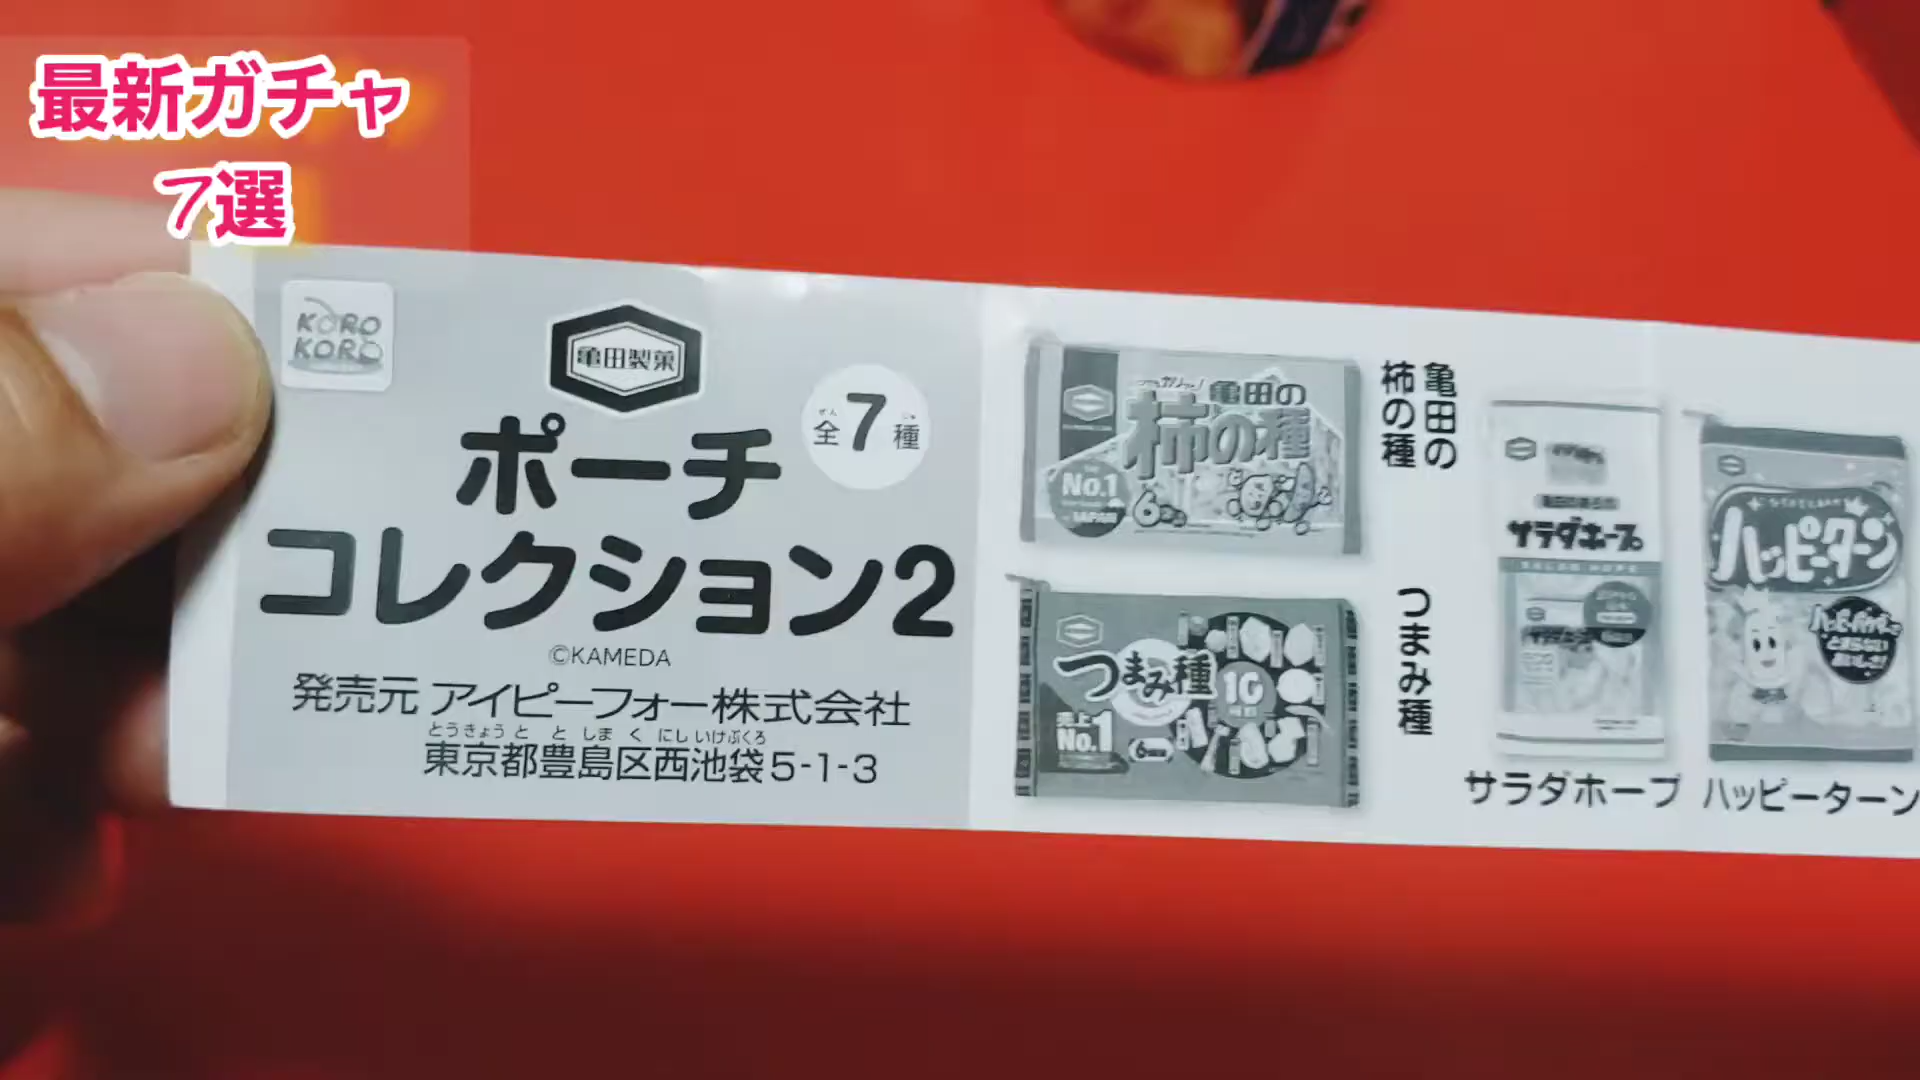 最新ガチャ
7選
KORO
KORO
亀田製菓
ぜん しゅ
全7種
ポーチ
コレクション2
©KAMEDA
発売元 アイピーフォー株式会社
とうきょうと としまく にしいけぶくろ
東京都豊島区西池袋5-1-3
亀田の
柿の種
No.1
JAPAN
亀田の
柿の種
つまみ種
売上
No.1
10
つまみ種
サラダホープ
サラダホープ
ハッピーターン
ハッピーターン